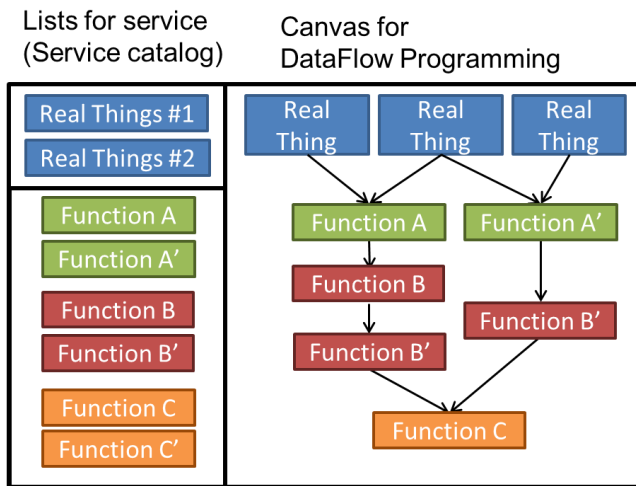 Lists for service
(Service catalog)
Canvas for
DataFlow Programming
Real Things #1
Real Things #2
Function A
Function A’
Function B
Function B’
Function C
Function C’
Real
Thing
Real
Thing
Real
Thing
Function A
Function A’
Function B
Function B’
Function B’
Function C